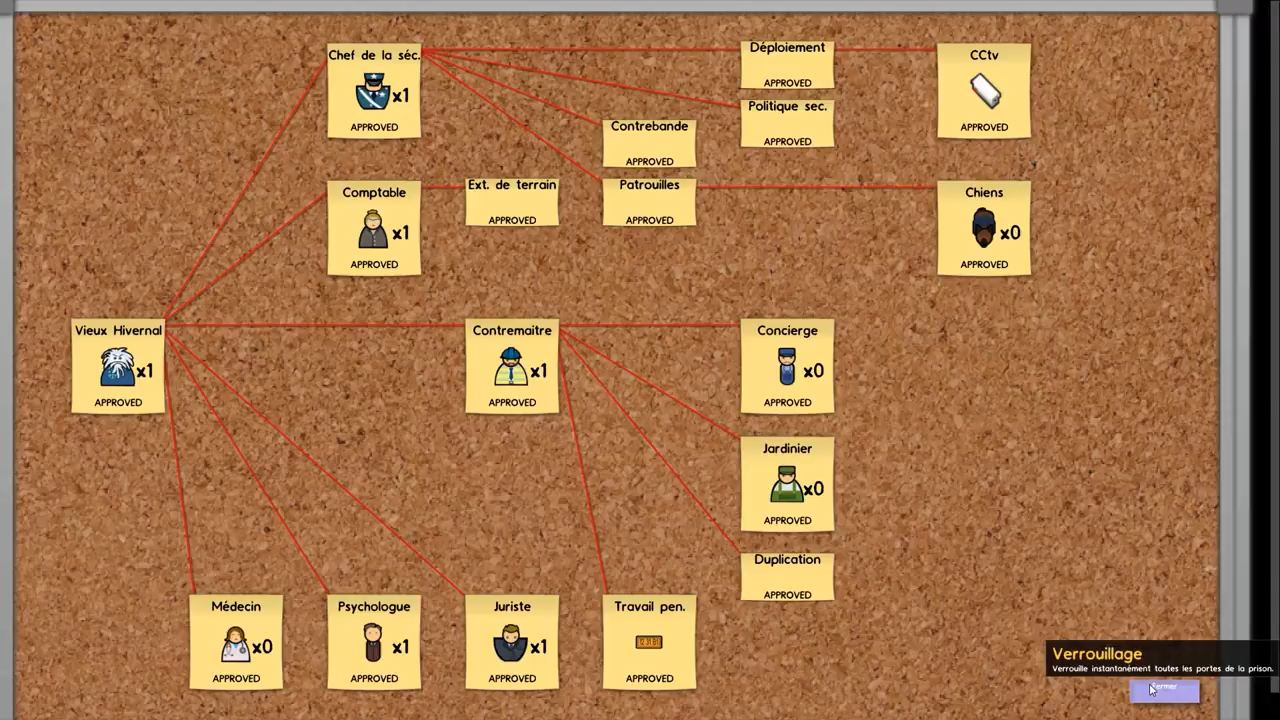 Chef de la séc.
x1
APPROVED
Déploiement
APPROVED
CCtv
APPROVED
Politique sec.
APPROVED
Contrebande
APPROVED
Comptable
x1
APPROVED
Ext. de terrain
APPROVED
Patrouilles
APPROVED
Chiens
x0
APPROVED
Vieux Hivernal
x1
APPROVED
Contremaitre
x1
APPROVED
Concierge
x0
APPROVED
Jardinier
x0
APPROVED
Duplication
APPROVED
Médecin
x0
APPROVED
Psychologue
x1
APPROVED
Juriste
x1
APPROVED
Travail pen.
APPROVED
Verrouillage
Verrouille instantanément toutes les portes de la prison.
Fermer